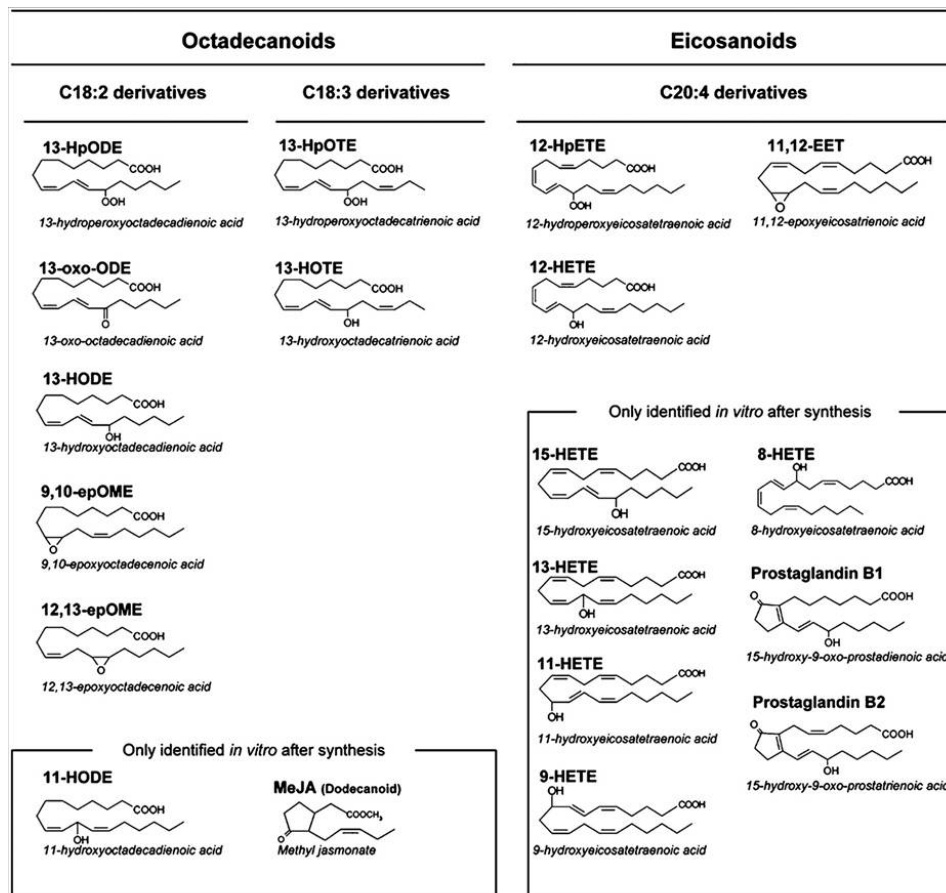 Octadecanoids
Eicosanoids
C18:2 derivatives
C18:3 derivatives
C20:4 derivatives
13-HpODE
COOH
OOH
13-hydroperoxyoctadecadienoic acid
13-HpOTE
COOH
OOH
13-hydroperoxyoctadecatrienoic acid
12-HpETE
COOH
OOH
12-hydroperoxyeicosatetraenoic acid
11,12-EET
COOH
O
11,12-epoxyeicosatrienoic acid
13-oxo-ODE
COOH
O
13-oxo-octadecadienoic acid
13-HOTE
COOH
OH
13-hydroxyoctadecatrienoic acid
12-HETE
COOH
OH
12-hydroxyeicosatetraenoic acid
13-HODE
COOH
OH
13-hydroxyoctadecadienoic acid
9,10-epOME
COOH
O
9,10-epoxyoctadecenoic acid
12,13-epOME
COOH
O
12,13-epoxyoctadecenoic acid
Only identified in vitro after synthesis
15-HETE
COOH
OH
15-hydroxyeicosatetraenoic acid
8-HETE
OH
COOH
8-hydroxyeicosatetraenoic acid
13-HETE
COOH
OH
13-hydroxyeicosatetraenoic acid
Prostaglandin B1
O
COOH
OH
15-hydroxy-9-oxo-prostadienoic acid
11-HETE
COOH
OH
11-hydroxyeicosatetraenoic acid
Prostaglandin B2
O
COOH
OH
15-hydroxy-9-oxo-prostatrienoic acid
9-HETE
OH
COOH
9-hydroxyeicosatetraenoic acid
Only identified in vitro after synthesis
11-HODE
COOH
OH
11-hydroxyoctadecadienoic acid
MeJA (Dodecanoid)
COOCH₃
O
Methyl jasmonate